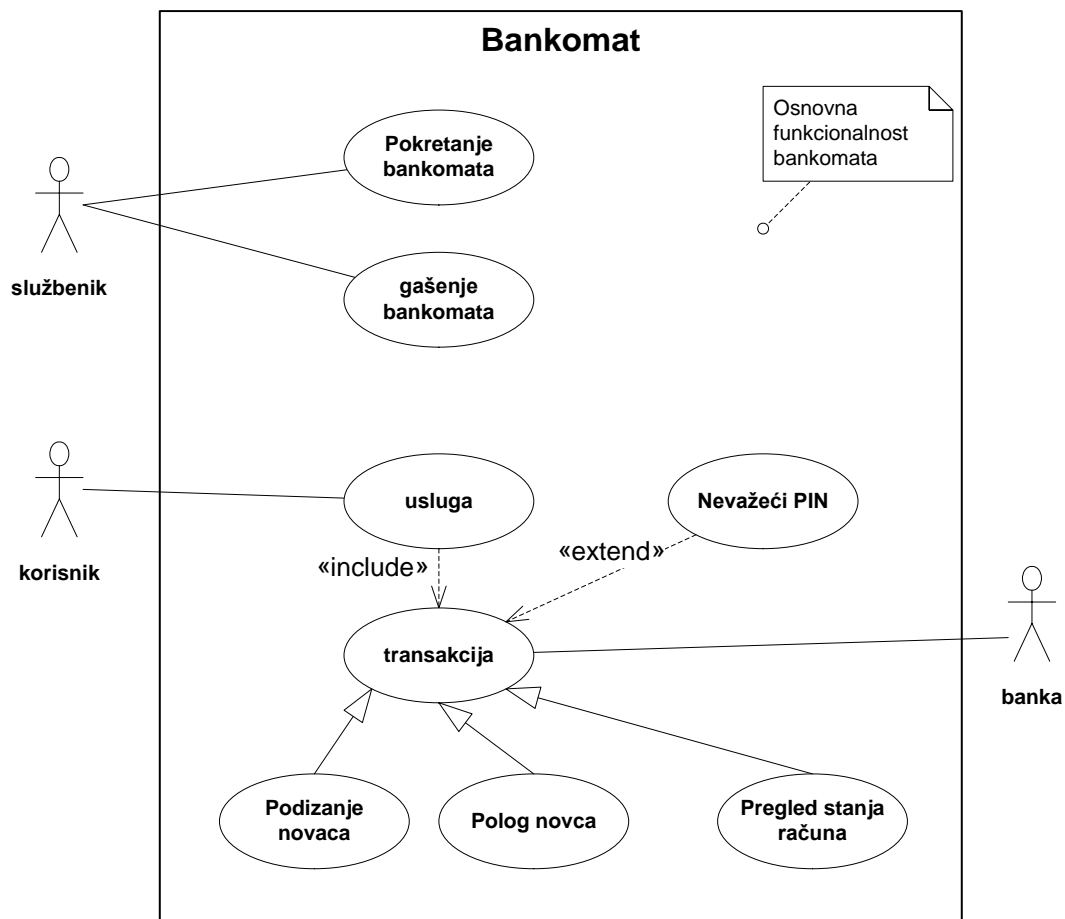 Bankomat
Osnovna
funkcionalnost
bankomata
Pokretanje
bankomata
službenik
gašenje
bankomata
korisnik
usluga
Nevažeći PIN
«include»
«extend»
transakcija
banka
Podizanje
novaca
Polog novca
Pregled stanja
računa